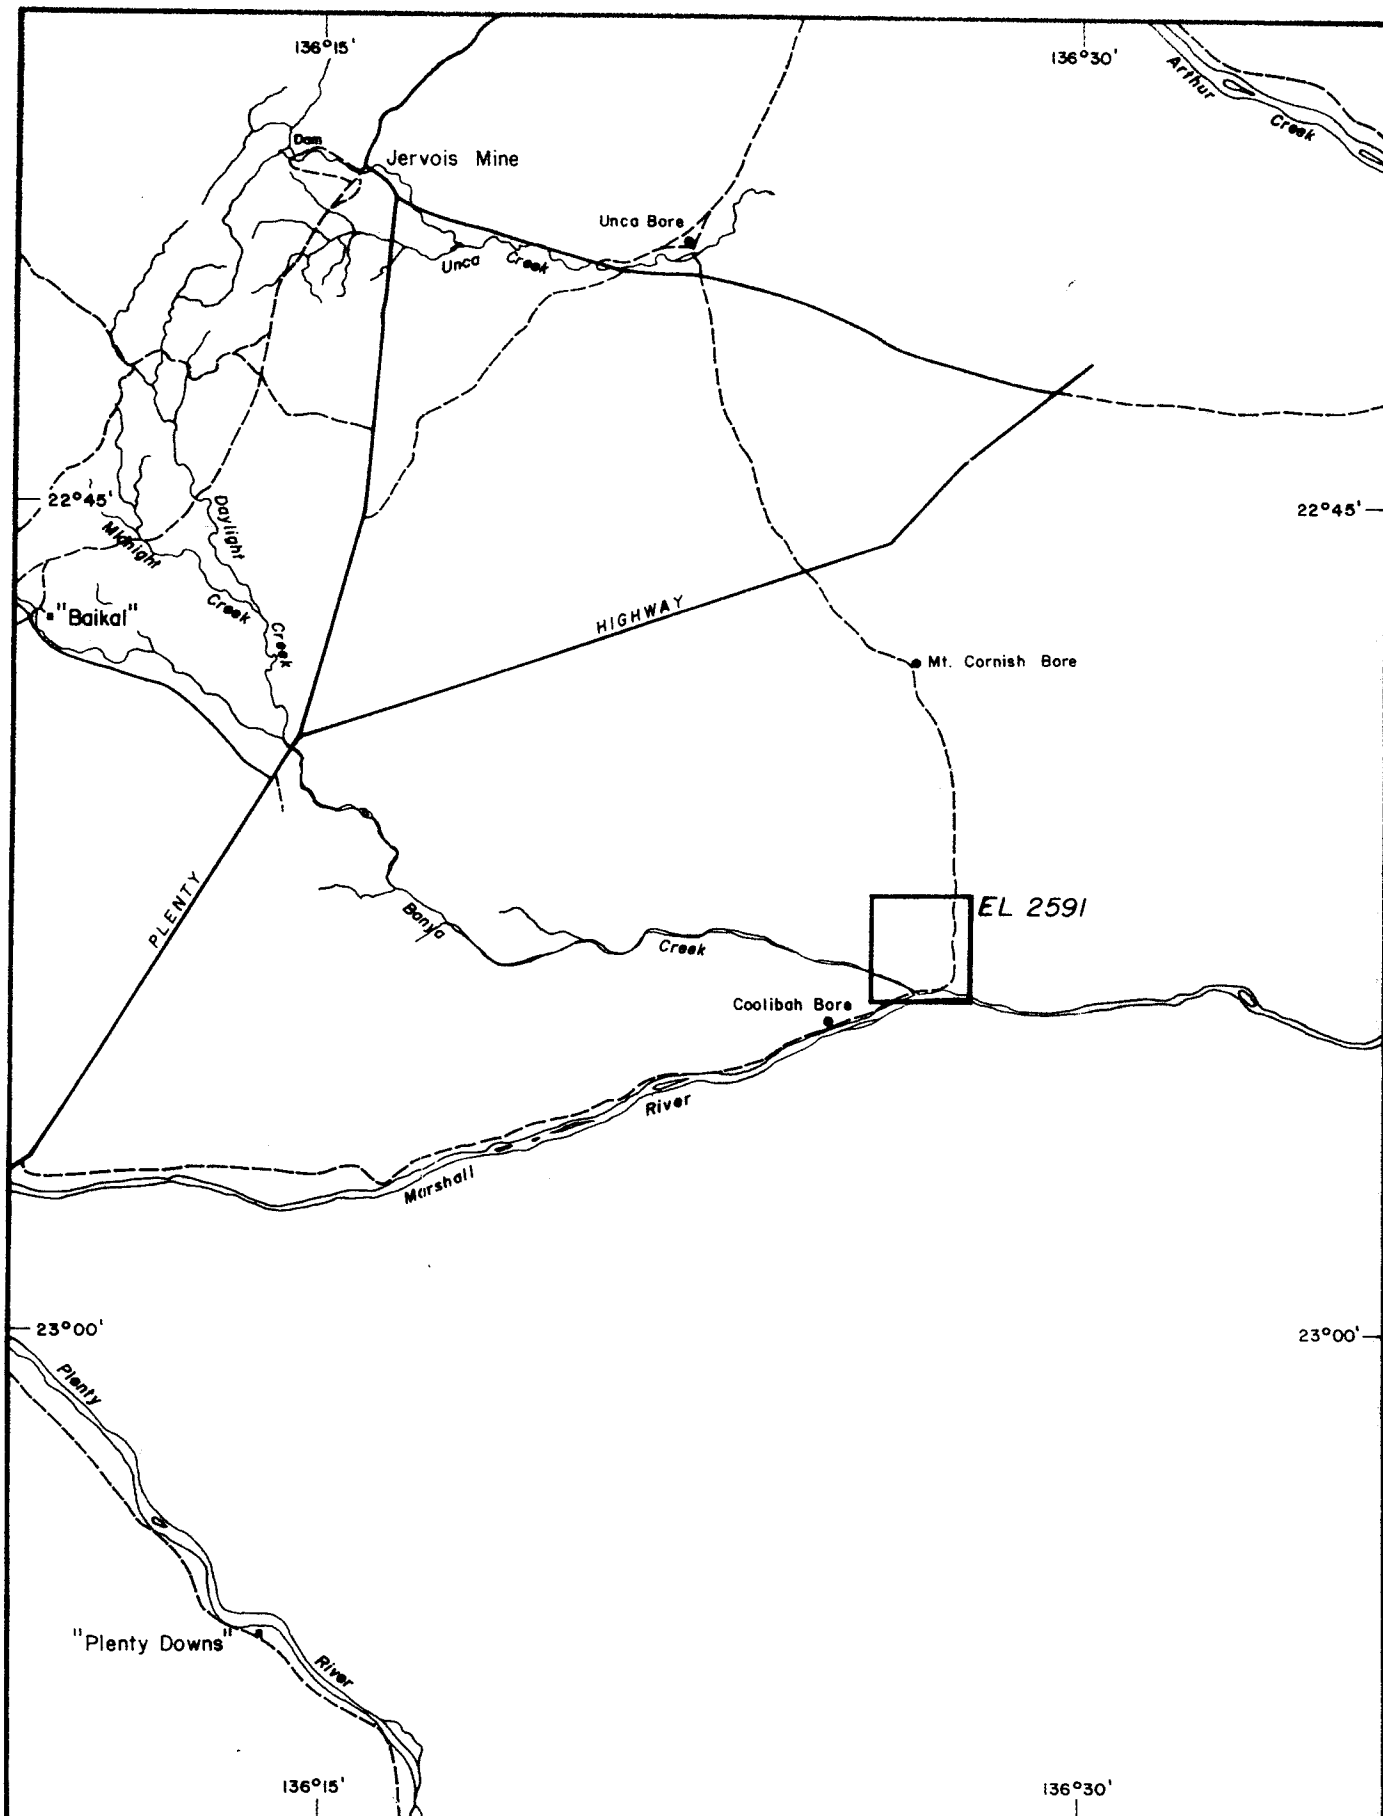 136°15'
136°30'
Arthur
Creek
Dam
Jervois Mine
Unca Bore
Unca
Creek
22°45'
22°45'
Daylight
Creek
Midnight
Creek
"Baikal"
HIGHWAY
Mt. Cornish Bore
PLENTY
EL 2591
Bonya
Creek
Coolibah Bore
River
Marshall
23°00'
23°00'
Plenty
"Plenty Downs"
River
136°15'
136°30'